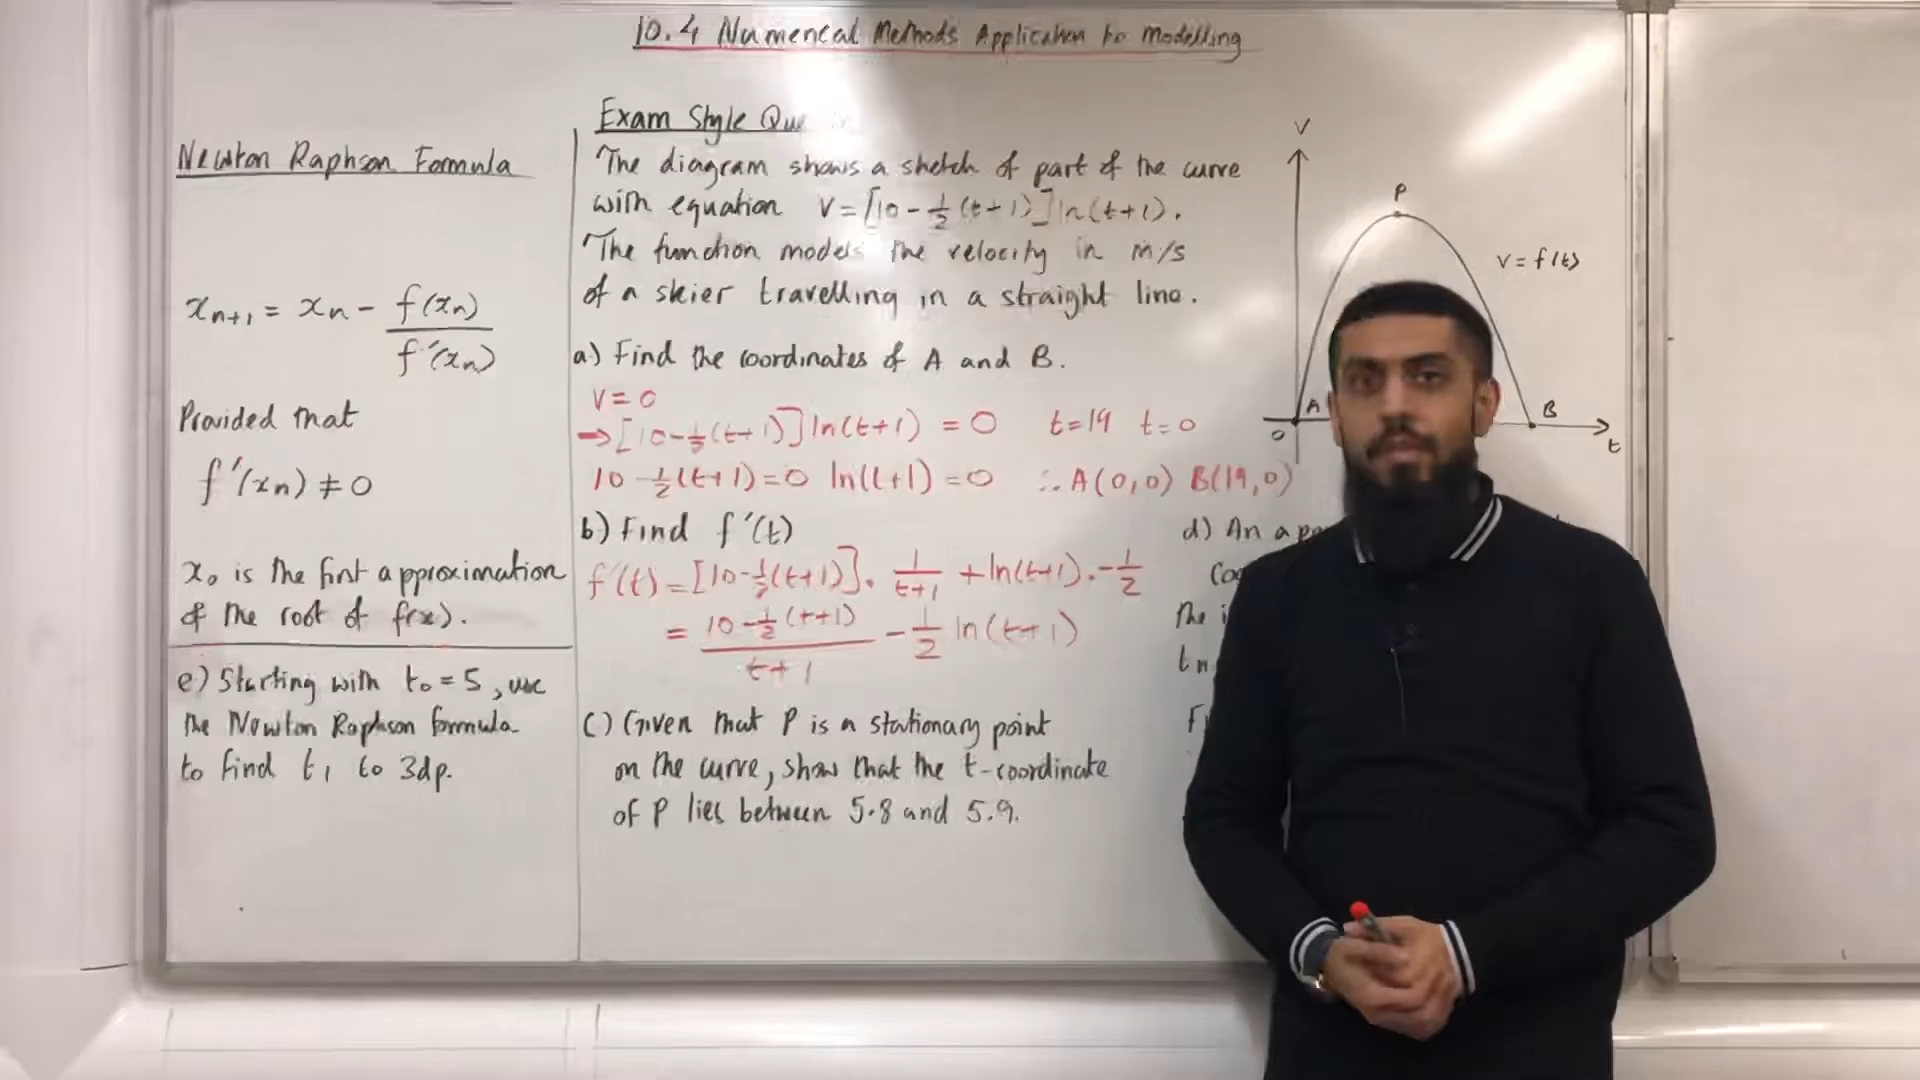 10.4 Numerical Methods Application to Modelling
Newton Raphson Formula
xₙ₊₁ = xₙ - f(xₙ) / f'(xₙ)
Provided that
f'(xₙ) ≠ 0
x₀ is the first approximation
of the root of f(x).
e) Starting with t₀ = 5, use
the Newton Raphson formula
to find t₁ to 3dp.
Exam Style
The diagram shows a sketch of part of the curve
with equation V = [10 - ½(t+1)] ln(t+1).
The function models the velocity in m/s
of a skier travelling in a straight line.
a) Find the coordinates of A and B.
V = 0
⇒ [10 - ½(t+1)] ln(t+1) = 0 t=19 t=0
10 - ½(t+1) = 0 ln(t+1) = 0 ∴ A(0,0) B(19,0)
b) Find f'(t)
f'(t) = [10 - ½(t+1)] . 1/(t+1) + ln(t+1) . -½
= (10 - ½(t+1)) / (t+1) - ½ ln(t+1)
c) Given that P is a stationary point
on the curve, show that the t-coordinate
of P lies between 5.8 and 5.9.
V
P
V = f(t)
A
B
O
t
d) An
The